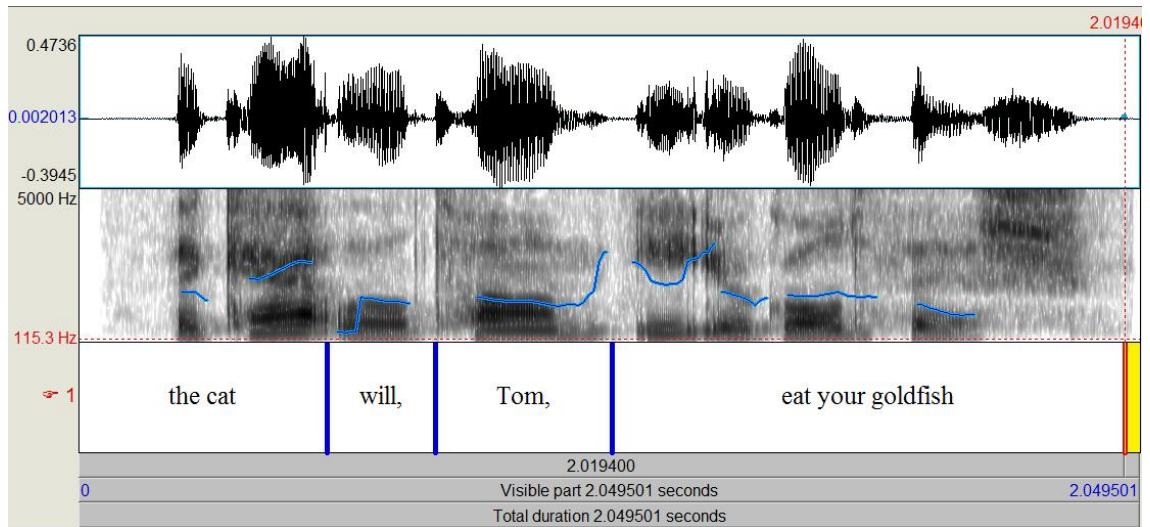 2.01940
0.4736
0.002013
-0.3945
5000 Hz
115.3 Hz
☞ 1
the cat
will,
Tom,
eat your goldfish
2.019400
0 Visible part 2.049501 seconds 2.049501
Total duration 2.049501 seconds